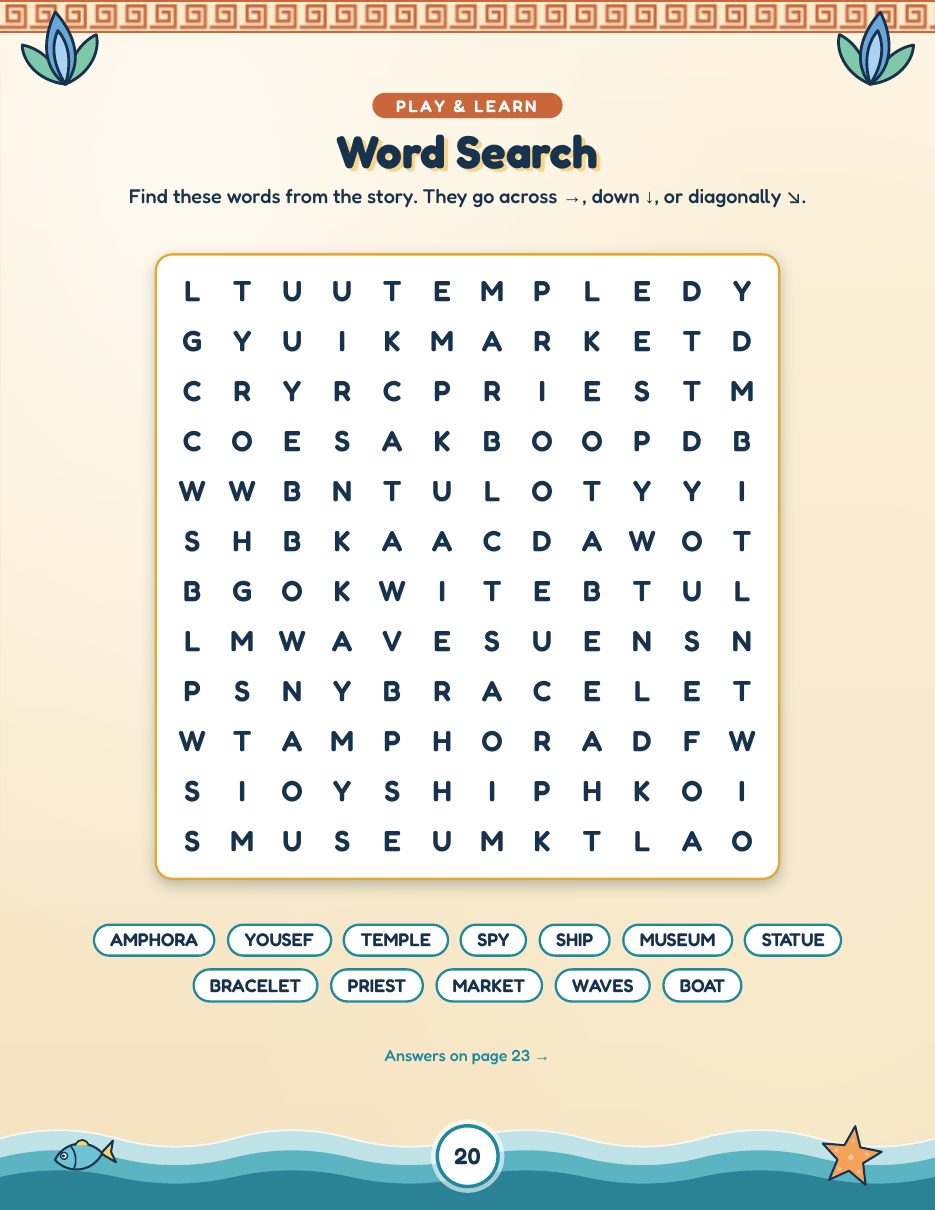 PLAY & LEARN
Word Search
Find these words from the story. They go across →, down ↓, or diagonally ↘.
L T U U T E M P L E D Y
G Y U I K M A R K E T D
C R Y R C P R I E S T M
C O E S A K B O O P D B
W W B N T U L O T Y Y I
S H B K A A C D A W O T
B G O K W I T E B T U L
L M W A V E S U E N S N
P S N Y B R A C E L E T
W T A M P H O R A D F W
S I O Y S H I P H K O I
S M U S E U M K T L A O
AMPHORA YOUSEF TEMPLE SPY SHIP MUSEUM STATUE
BRACELET PRIEST MARKET WAVES BOAT
Answers on page 23 →
20